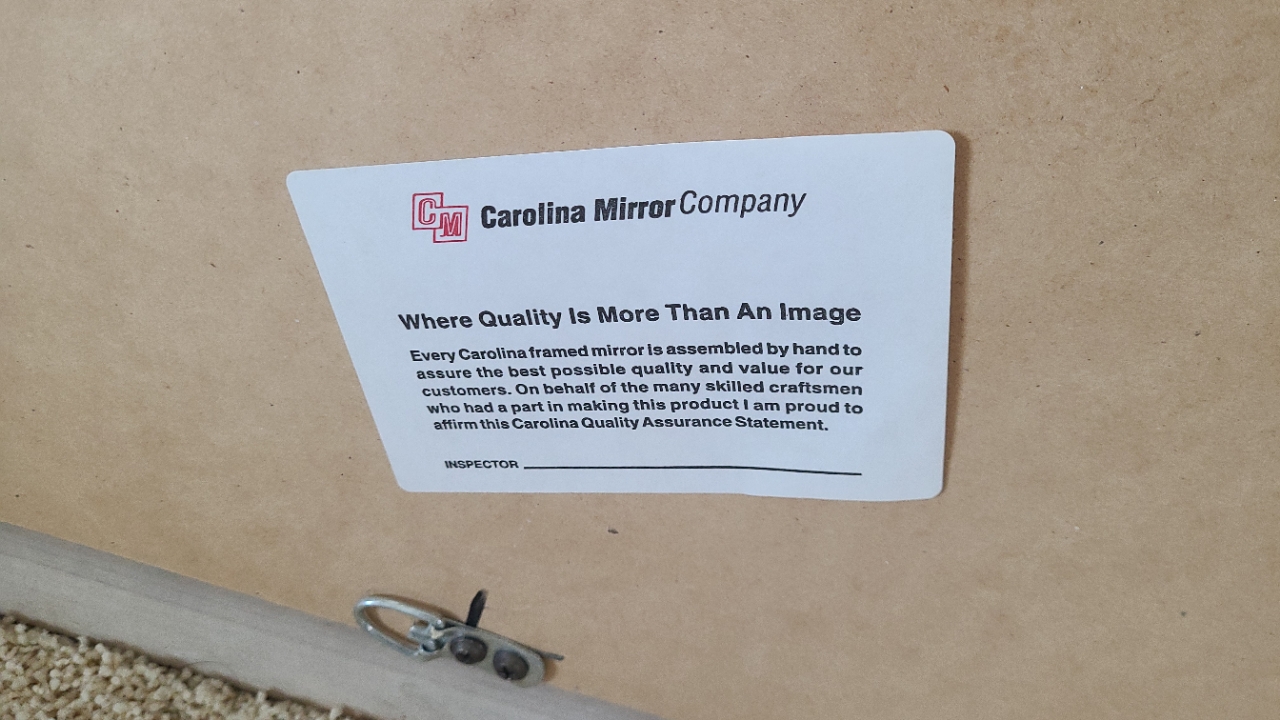 CM Carolina Mirror Company
Where Quality Is More Than An Image
Every Carolina framed mirror is assembled by hand to
assure the best possible quality and value for our
customers. On behalf of the many skilled craftsmen
who had a part in making this product I am proud to
affirm this Carolina Quality Assurance Statement.
INSPECTOR